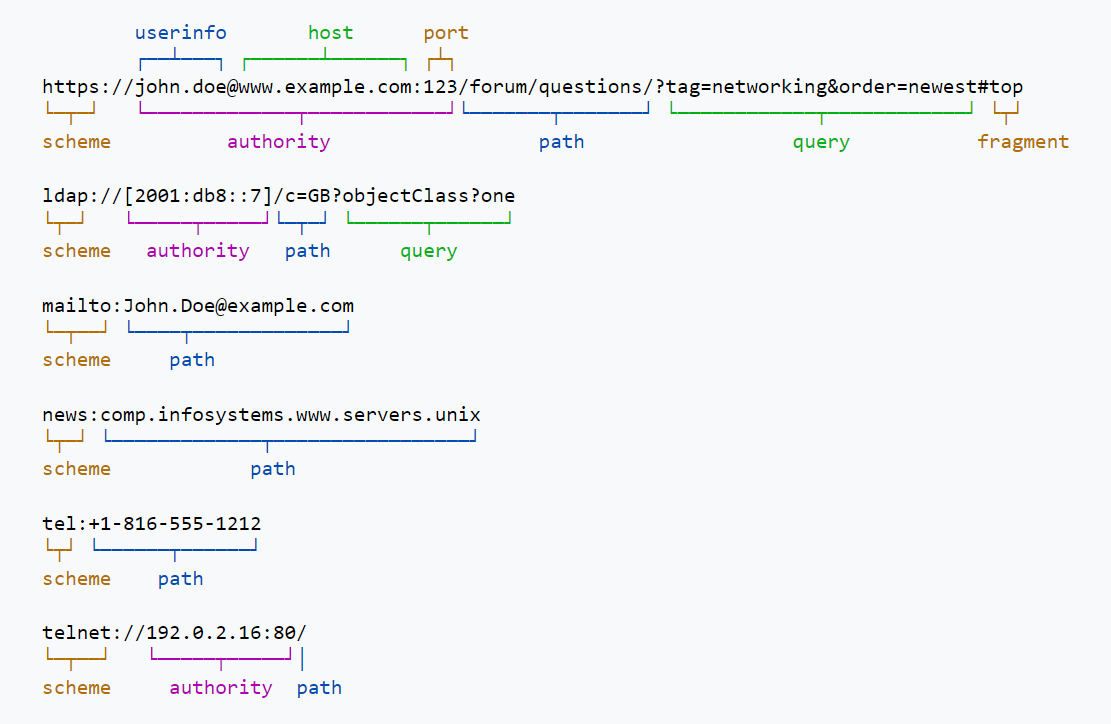 userinfo host port
https://john.doe@www.example.com:123/forum/questions/?tag=networking&order=newest#top
scheme authority path query fragment
ldap://[2001:db8::7]/c=GB?objectClass?one
scheme authority path query
mailto:John.Doe@example.com
scheme path
news:comp.infosystems.www.servers.unix
scheme path
tel:+1-816-555-1212
scheme path
telnet://192.0.2.16:80/
scheme authority path